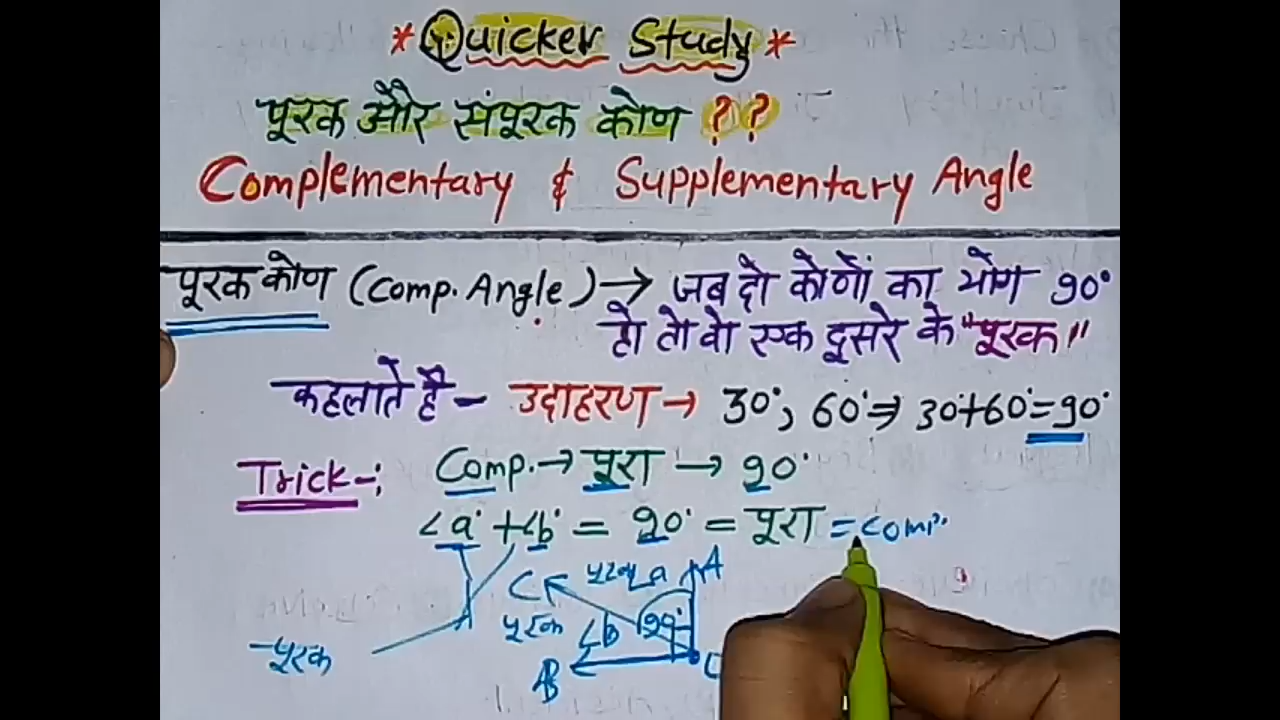 * Quicker Study *
पूरक और संपूरक कोण ??
Complementary & Supplementary Angle
पूरक कोण (Comp. Angle) → जब दो कोणों का योग 90°
हो तो वो एक दूसरे के "पूरक"
कहलाते है - उदाहरण → 30°, 60° ⇒ 30°+60°=90°
Trick-: Comp. → पूरा → 90°
∠a° + ∠b° = 90° = पूरा = comp.
C पूरक ∠a A
पूरक ∠b 90°
पूरक B